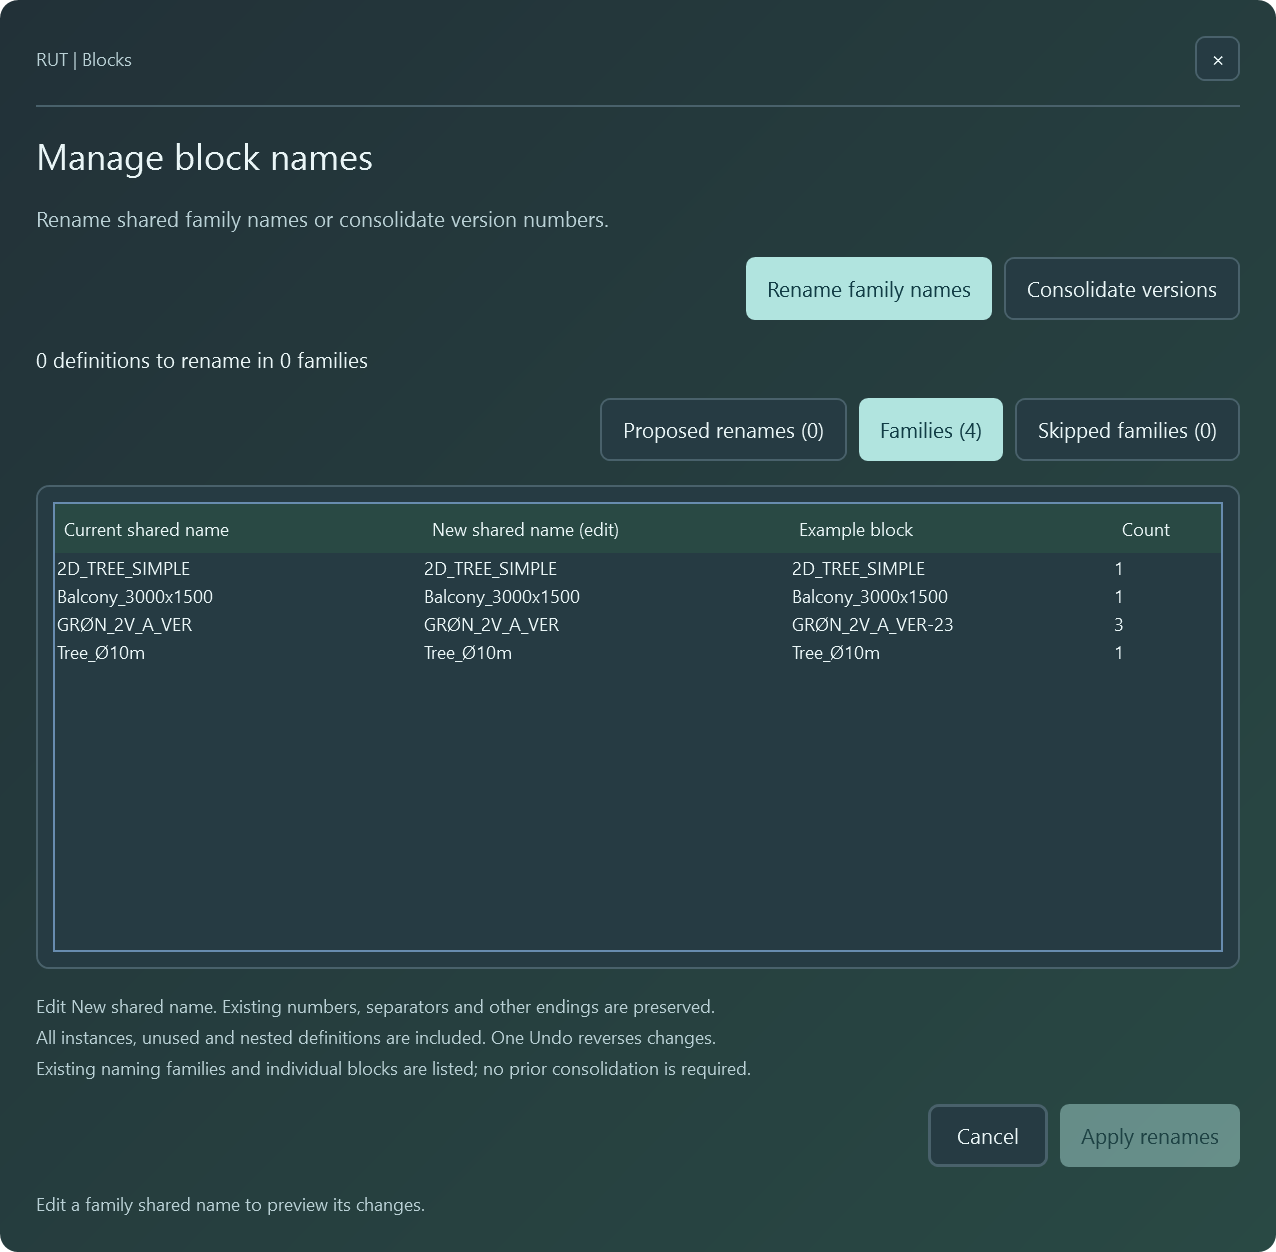 RUT | Blocks
×
Manage block names
Rename shared family names or consolidate version numbers.
Rename family names
Consolidate versions
0 definitions to rename in 0 families
Proposed renames (0)
Families (4)
Skipped families (0)
Current shared name New shared name (edit) Example block Count
2D_TREE_SIMPLE 2D_TREE_SIMPLE 2D_TREE_SIMPLE 1
Balcony_3000x1500 Balcony_3000x1500 Balcony_3000x1500 1
GRØN_2V_A_VER GRØN_2V_A_VER GRØN_2V_A_VER-23 3
Tree_Ø10m Tree_Ø10m Tree_Ø10m 1
Edit New shared name. Existing numbers, separators and other endings are preserved.
All instances, unused and nested definitions are included. One Undo reverses changes.
Existing naming families and individual blocks are listed; no prior consolidation is required.
Cancel
Apply renames
Edit a family shared name to preview its changes.